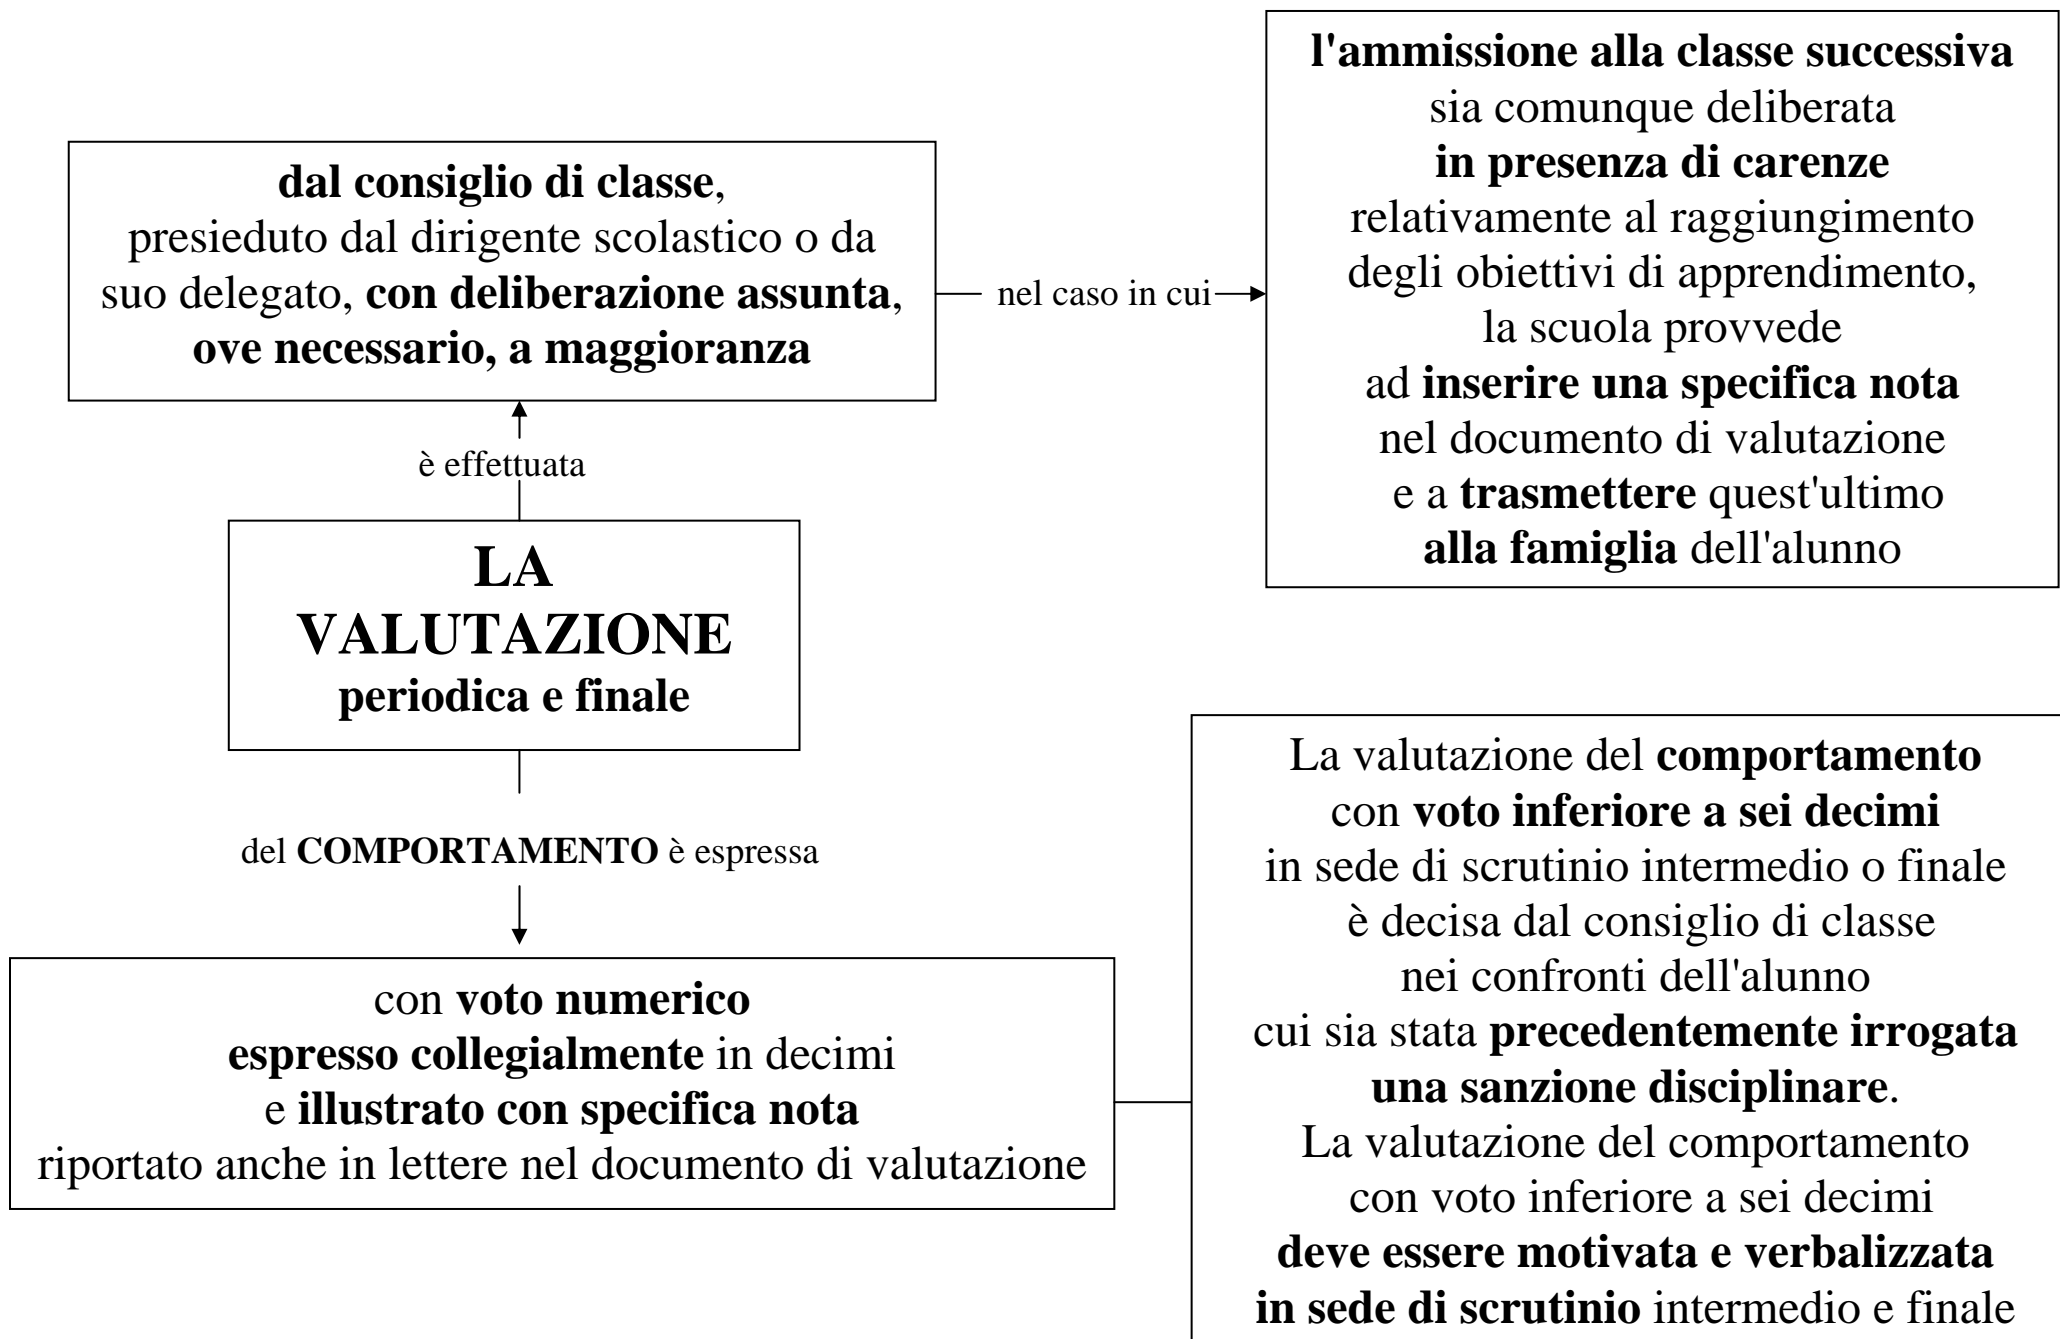 dal consiglio di classe,
presieduto dal dirigente scolastico o da
suo delegato, con deliberazione assunta,
ove necessario, a maggioranza
nel caso in cui
l'ammissione alla classe successiva
sia comunque deliberata
in presenza di carenze
relativamente al raggiungimento
degli obiettivi di apprendimento,
la scuola provvede
ad inserire una specifica nota
nel documento di valutazione
e a trasmettere quest'ultimo
alla famiglia dell'alunno
è effettuata
LA
VALUTAZIONE
periodica e finale
del COMPORTAMENTO è espressa
con voto numerico
espresso collegialmente in decimi
e illustrato con specifica nota
riportato anche in lettere nel documento di valutazione
La valutazione del comportamento
con voto inferiore a sei decimi
in sede di scrutinio intermedio o finale
è decisa dal consiglio di classe
nei confronti dell'alunno
cui sia stata precedentemente irrogata
una sanzione disciplinare.
La valutazione del comportamento
con voto inferiore a sei decimi
deve essere motivata e verbalizzata
in sede di scrutinio intermedio e finale